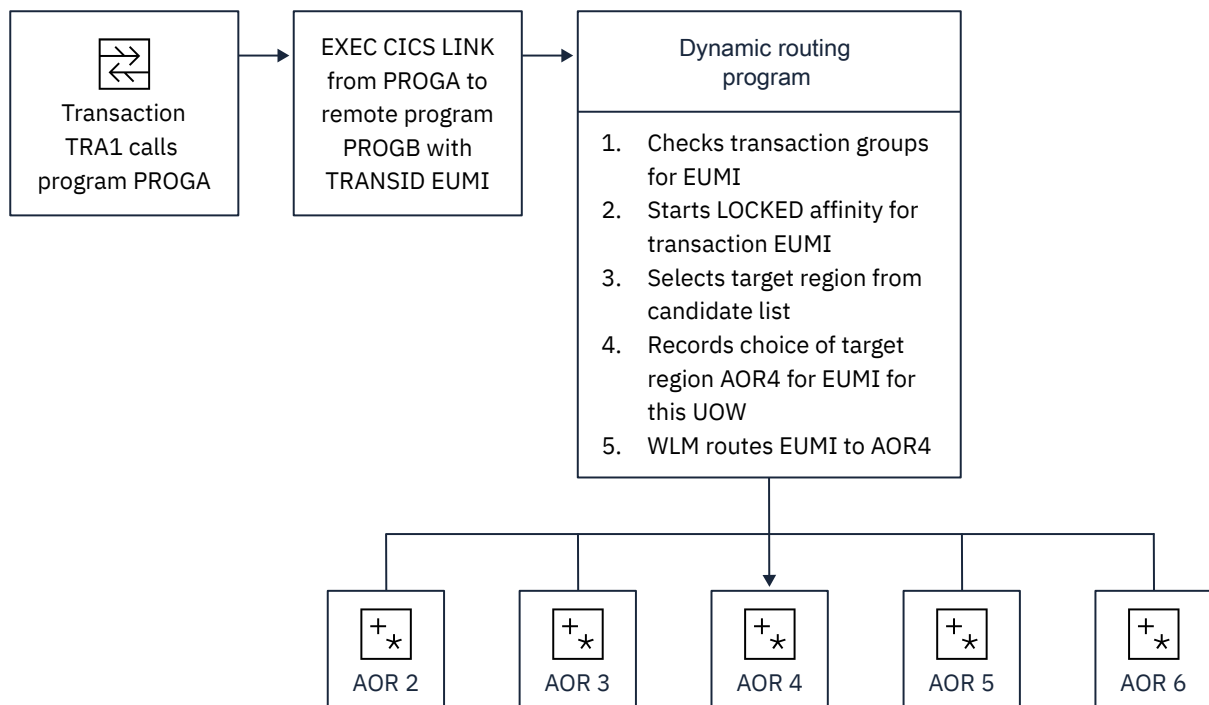 Transaction
TRA1 calls
program PROGA
EXEC CICS LINK
from PROGA to
remote program
PROGB with
TRANSID EUMI
Dynamic routing
program
1. Checks transaction groups
for EUMI
2. Starts LOCKED affinity for
transaction EUMI
3. Selects target region from
candidate list
4. Records choice of target
region AOR4 for EUMI for
this UOW
5. WLM routes EUMI to AOR4
AOR 2
AOR 3
AOR 4
AOR 5
AOR 6